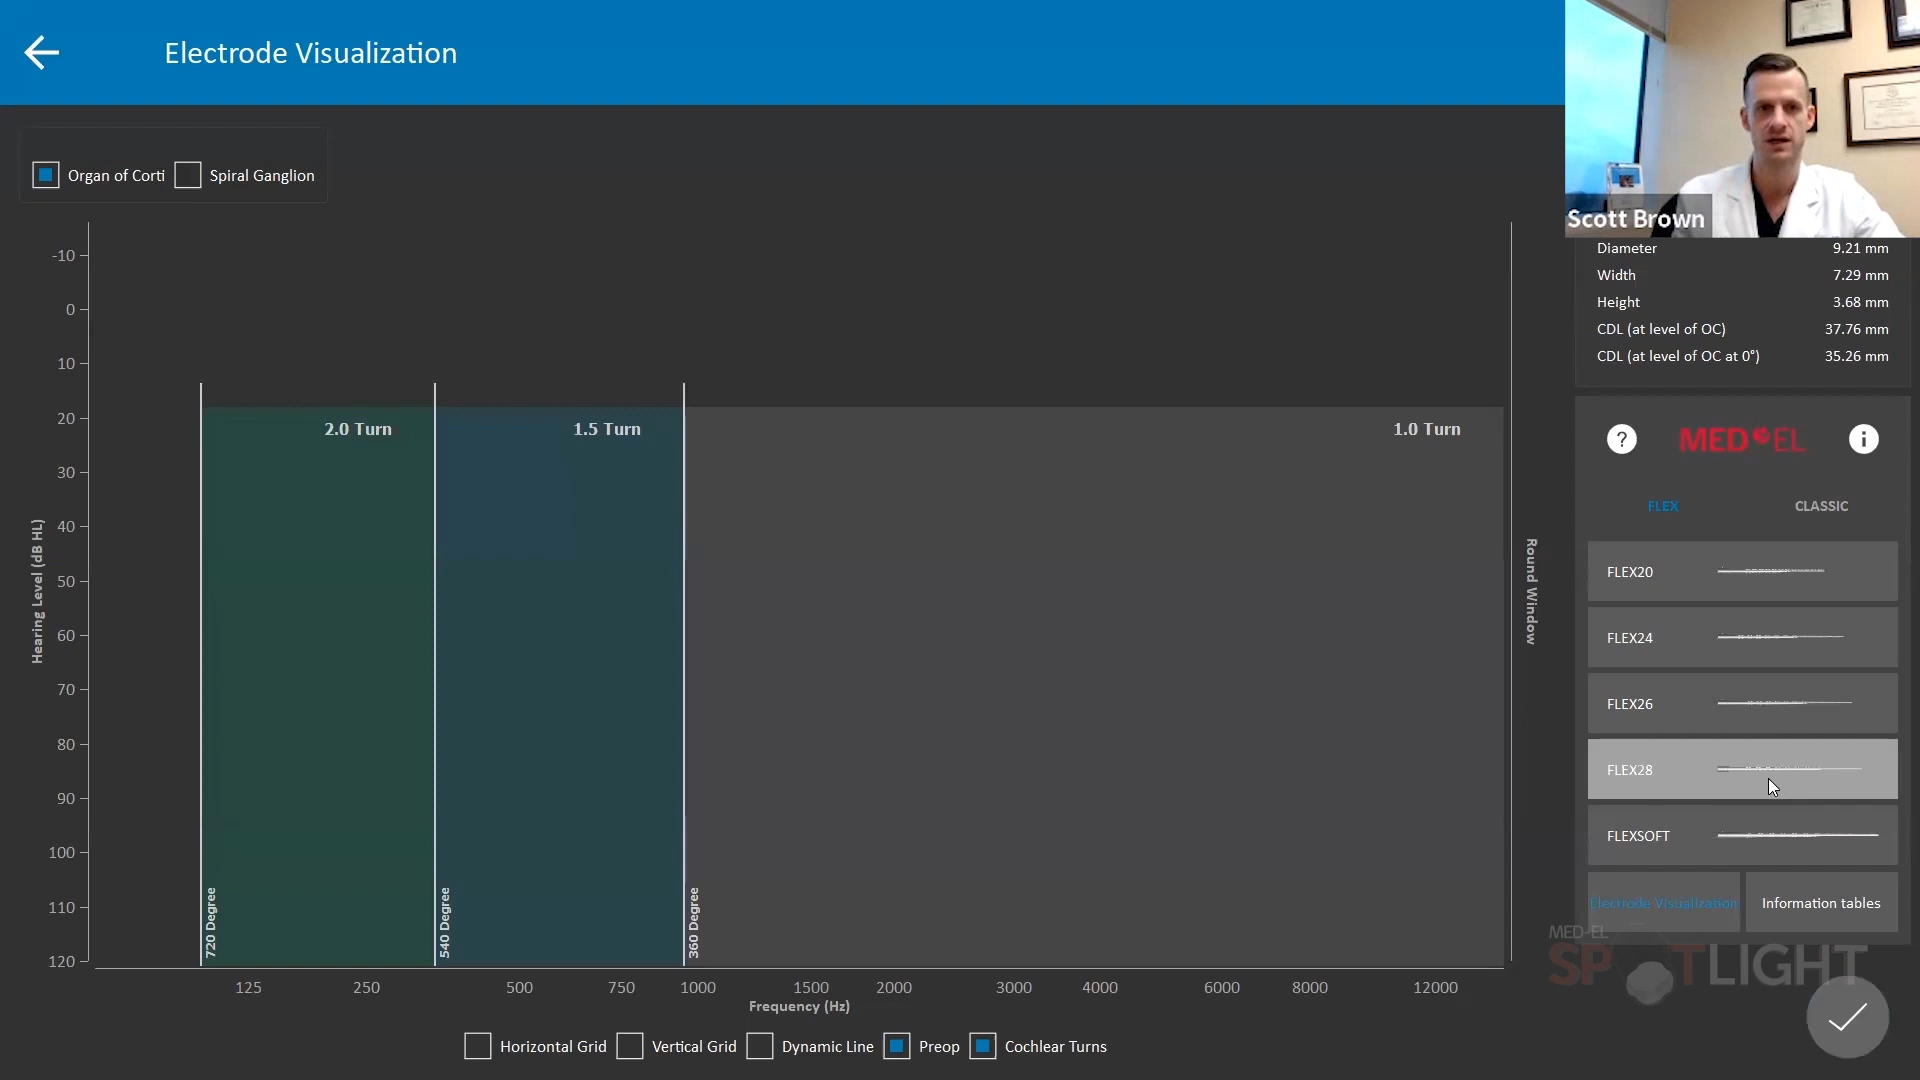 Electrode Visualization
Organ of Corti
Spiral Ganglion
Scott Brown
Diameter 9.21 mm
Width 7.29 mm
Height 3.68 mm
CDL (at level of OC) 37.76 mm
CDL (at level of OC at 0°) 35.26 mm
? MED-EL i
FLEX CLASSIC
FLEX20
FLEX24
FLEX26
FLEX28
FLEXSOFT
Electrode Visualization Information tables
MED-EL
SPOTLIGHT
-10
0
10
20
30
40
50
60
70
80
90
100
110
120
Hearing Level (dB HL)
2.0 Turn 1.5 Turn 1.0 Turn
720 Degree
540 Degree
360 Degree
Round Window
125 250 500 750 1000 1500 2000 3000 4000 6000 8000 12000
Frequency (Hz)
Horizontal Grid Vertical Grid Dynamic Line Preop Cochlear Turns